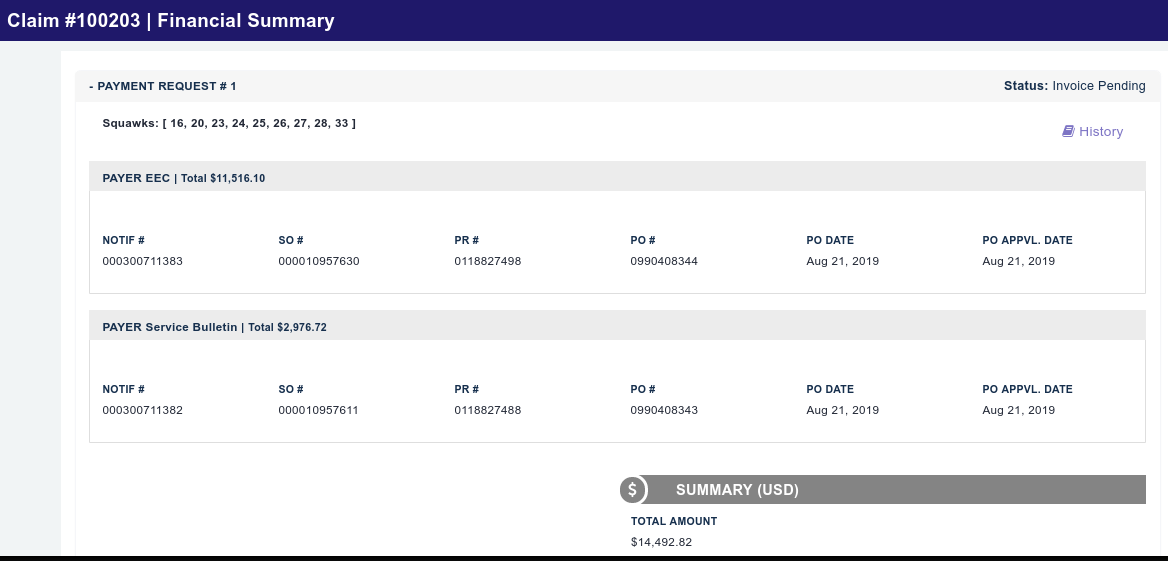 Claim #100203 | Financial Summary
- PAYMENT REQUEST # 1 Status: Invoice Pending
Squawks: [ 16, 20, 23, 24, 25, 26, 27, 28, 33 ]
History
PAYER EEC | Total $11,516.10
NOTIF # SO # PR # PO # PO DATE PO APPVL. DATE
000300711383 000010957630 0118827498 0990408344 Aug 21, 2019 Aug 21, 2019
PAYER Service Bulletin | Total $2,976.72
NOTIF # SO # PR # PO # PO DATE PO APPVL. DATE
000300711382 000010957611 0118827488 0990408343 Aug 21, 2019 Aug 21, 2019
$ SUMMARY (USD)
TOTAL AMOUNT
$14,492.82